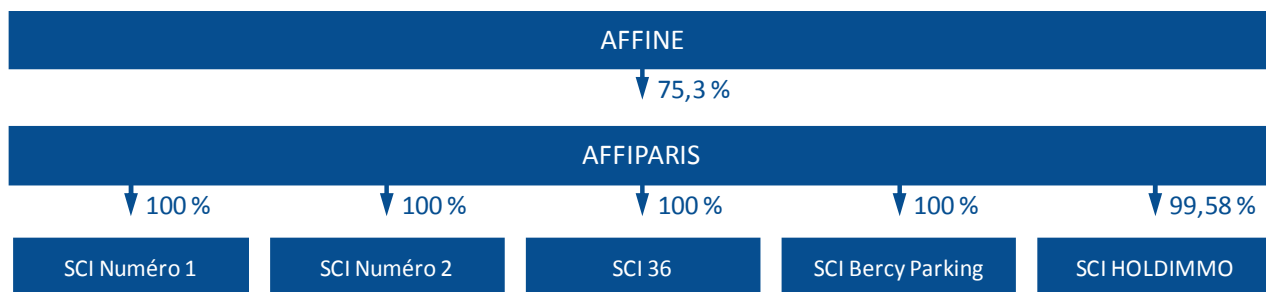 AFFINE
75,3 %
AFFIPARIS
100 % 100 % 100 % 100 % 99,58 %
SCI Numéro 1 SCI Numéro 2 SCI 36 SCI Bercy Parking SCI HOLDIMMO